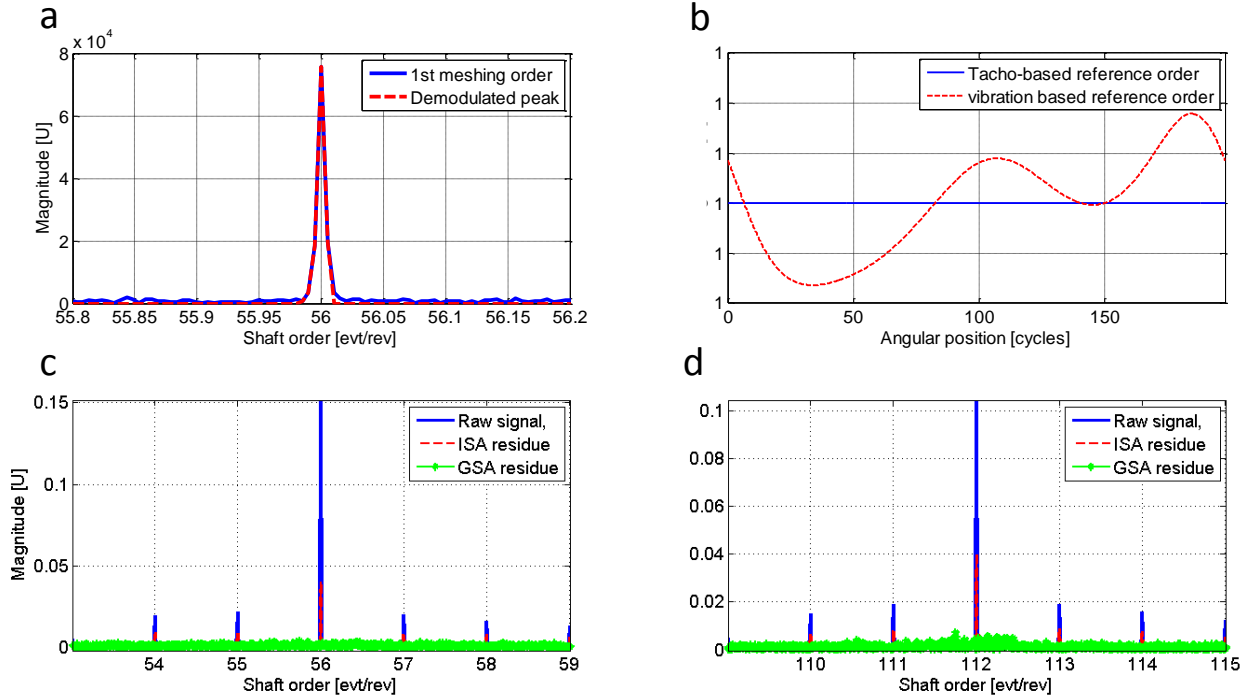 a
× 10⁴
8
6
4
2
0
Magnitude [U]
1st meshing order
Demodulated peak
55.8 55.85 55.9 55.95 56 56.05 56.1 56.15 56.2
Shaft order [evt/rev]
b
1
1
1
1
1
1
Tacho-based reference order
vibration based reference order
0 50 100 150
Angular position [cycles]
c
0.15
0.1
0.05
0
Magnitude [U]
Raw signal,
ISA residue
GSA residue
54 55 56 57 58 59
Shaft order [evt/rev]
d
0.1
0.08
0.06
0.04
0.02
0
Raw signal,
ISA residue
GSA residue
110 111 112 113 114 115
Shaft order [evt/rev]